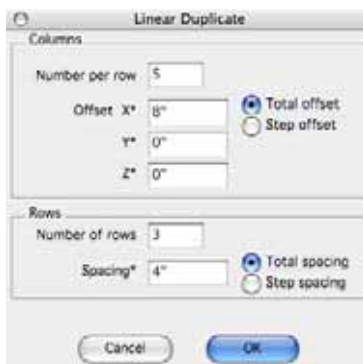 Linear Duplicate
Columns
Number per row 5
Offset X* 8" Total offset
Step offset
Y* 0"
Z* 0"
Rows
Number of rows 3
Spacing* 4" Total spacing
Step spacing
Cancel OK